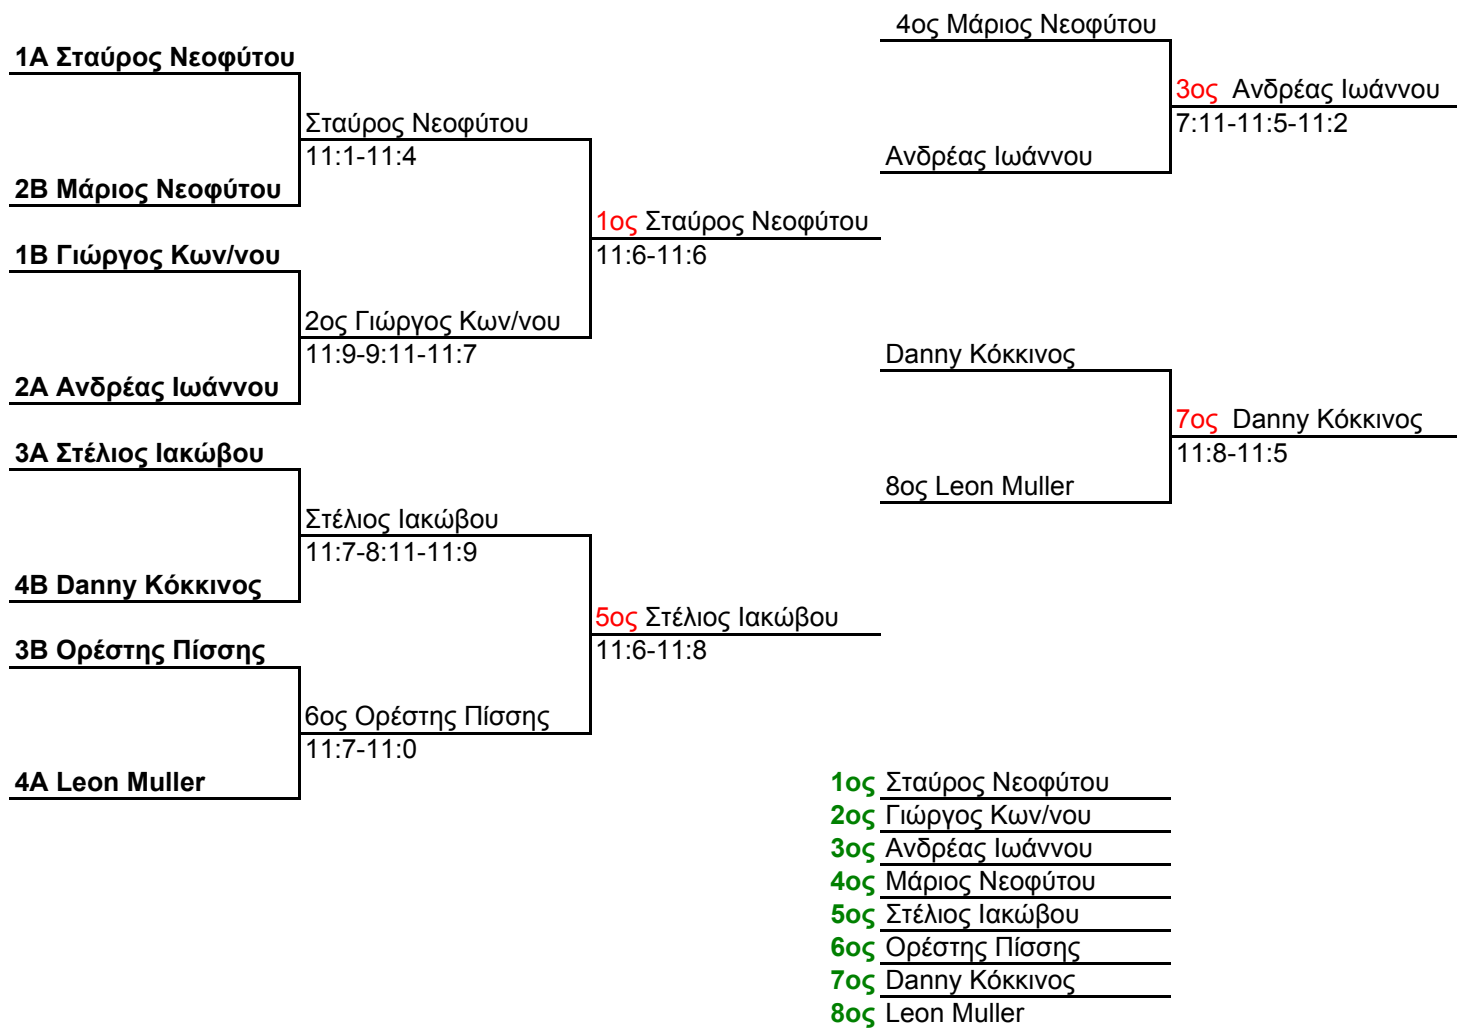 1Α Σταύρος Νεοφύτου
Σταύρος Νεοφύτου
11:1-11:4
2Β Μάριος Νεοφύτου
1ος Σταύρος Νεοφύτου
11:6-11:6
1Β Γιώργος Κων/νου
2ος Γιώργος Κων/νου
11:9-9:11-11:7
2Α Ανδρέας Ιωάννου
3Α Στέλιος Ιακώβου
Στέλιος Ιακώβου
11:7-8:11-11:9
4Β Danny Κόκκινος
5ος Στέλιος Ιακώβου
11:6-11:8
3Β Ορέστης Πίσσης
6ος Ορέστης Πίσσης
11:7-11:0
4Α Leon Muller
4ος Μάριος Νεοφύτου
3ος Ανδρέας Ιωάννου
7:11-11:5-11:2
Ανδρέας Ιωάννου
Danny Κόκκινος
7ος Danny Κόκκινος
11:8-11:5
8ος Leon Muller
1ος Σταύρος Νεοφύτου
2ος Γιώργος Κων/νου
3ος Ανδρέας Ιωάννου
4ος Μάριος Νεοφύτου
5ος Στέλιος Ιακώβου
6ος Ορέστης Πίσσης
7ος Danny Κόκκινος
8ος Leon Muller